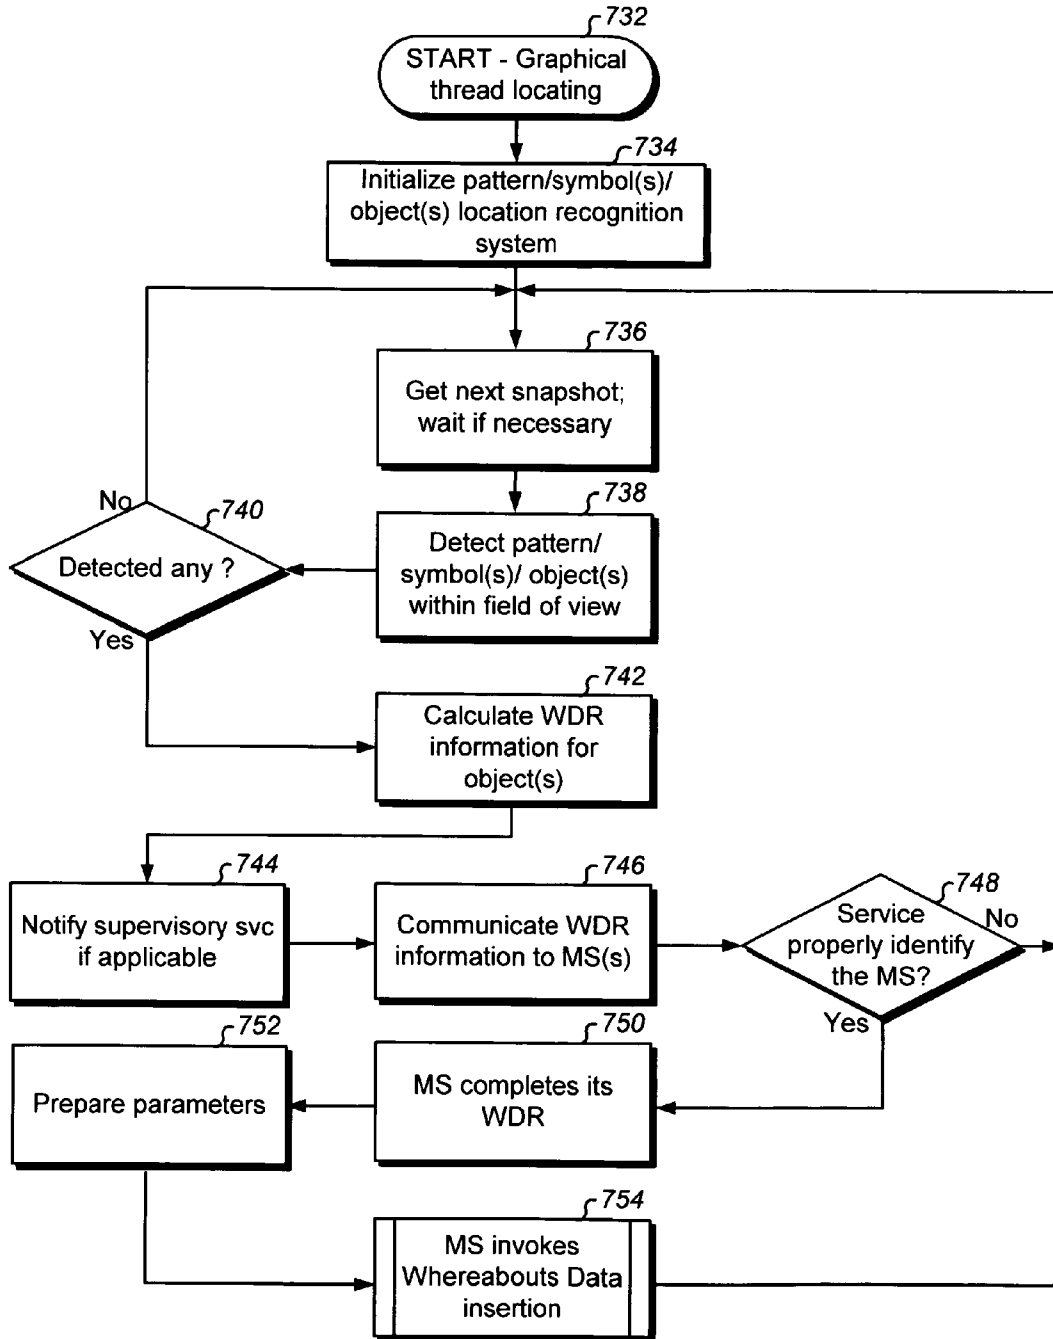 732
START - Graphical
thread locating
734
Initialize pattern/symbol(s)/
object(s) location recognition
system
736
Get next snapshot;
wait if necessary
738
Detect pattern/
symbol(s)/ object(s)
within field of view
No
740
Detected any ?
Yes
742
Calculate WDR
information for
object(s)
744
Notify supervisory svc
if applicable
746
Communicate WDR
information to MS(s)
748
Service
properly identify
the MS?
No
Yes
750
MS completes its
WDR
752
Prepare parameters
754
MS invokes
Whereabouts Data
insertion